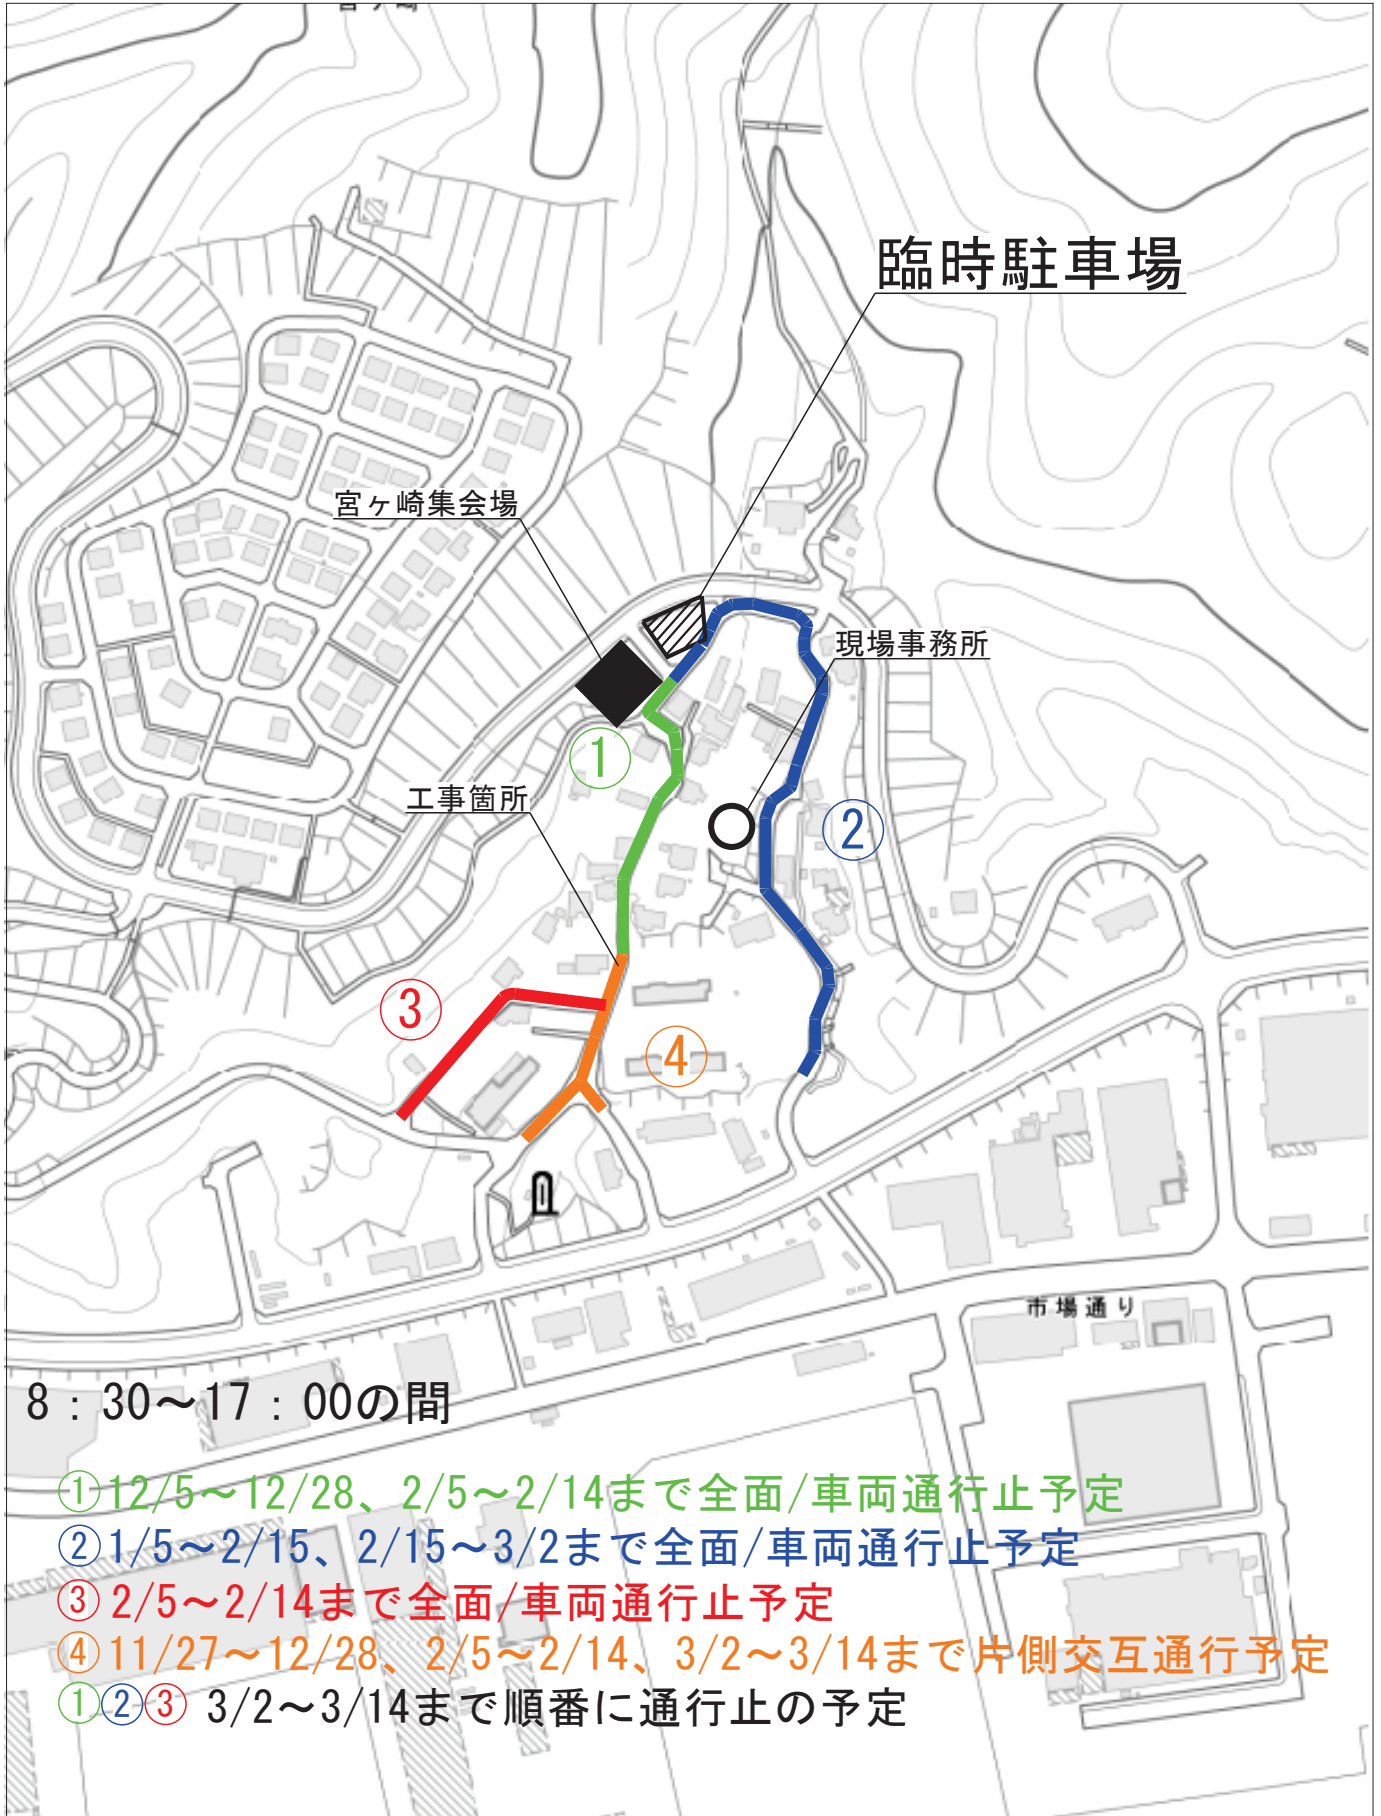 臨時駐車場
宮ヶ崎集会場
現場事務所
①
工事箇所
②
③
④
市場通り
8：30～17：00の間
①12/5～12/28、2/5～2/14まで全面/車両通行止予定
②1/5～2/15、2/15～3/2まで全面/車両通行止予定
③2/5～2/14まで全面/車両通行止予定
④11/27～12/28、2/5～2/14、3/2～3/14まで片側交互通行予定
①②③ 3/2～3/14まで順番に通行止の予定